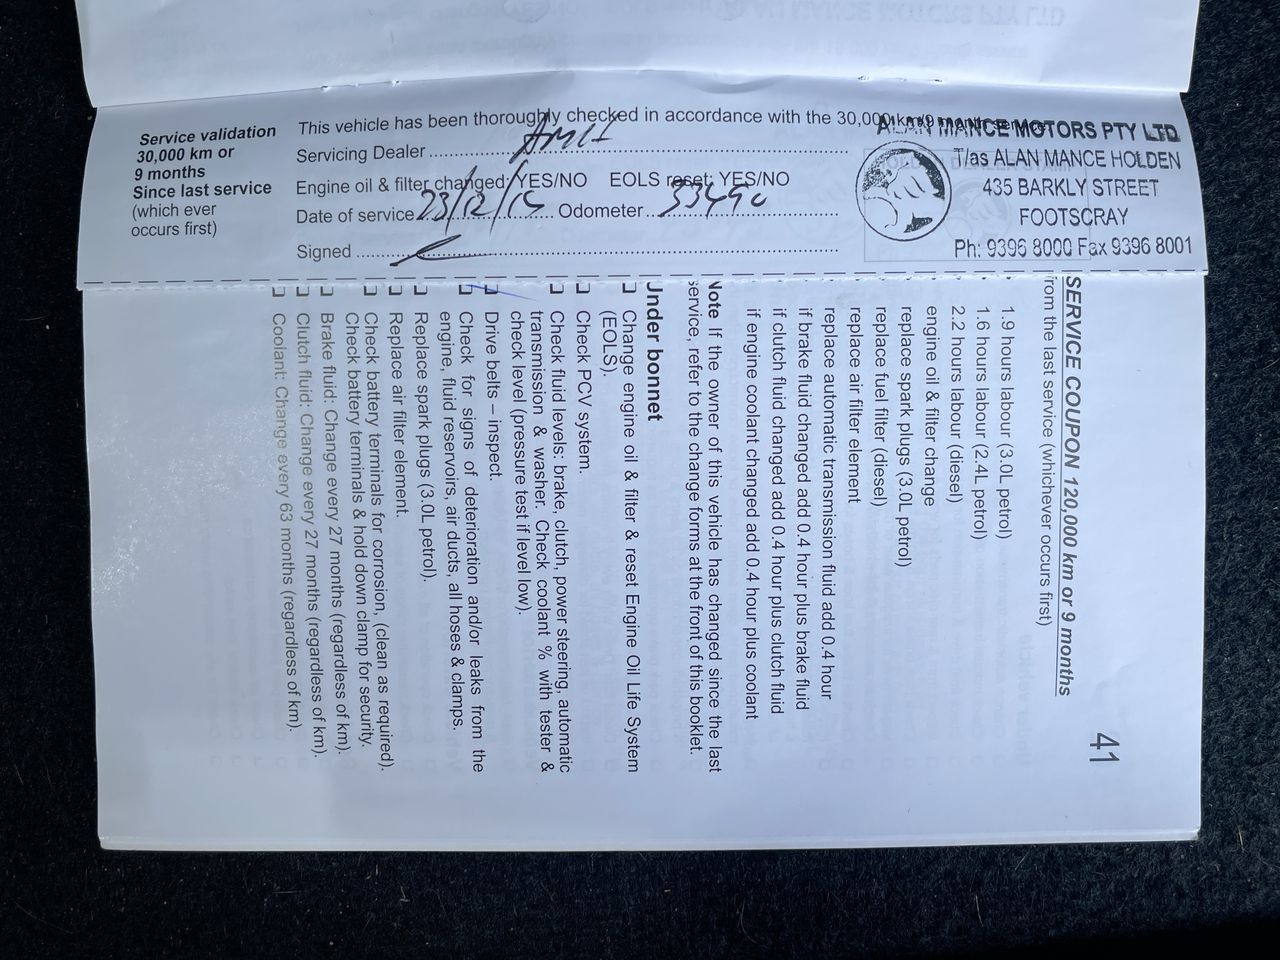 Service validation
30,000 km or
9 months
Since last service
(which ever
occurs first)
This vehicle has been thoroughly checked in accordance with the 30,000 km/9
Servicing Dealer AMH
Engine oil & filter changed: YES/NO EOLS reset: YES/NO
Date of service Odometer
Signed
ALAN MANCE MOTORS PTY LTD
T/as ALAN MANCE HOLDEN
435 BARKLY STREET
FOOTSCRAY
Ph: 9396 8000 Fax 9396 8001
41
SERVICE COUPON 120,000 km or 9 months
from the last service (whichever occurs first)
1.9 hours labour (3.0L petrol)
1.6 hours labour (2.4L petrol)
2.2 hours labour (diesel)
engine oil & filter change
replace spark plugs (3.0L petrol)
replace fuel filter (diesel)
replace air filter element
replace automatic transmission fluid add 0.4 hour
if brake fluid changed add 0.4 hour plus brake fluid
if clutch fluid changed add 0.4 hour plus clutch fluid
if engine coolant changed add 0.4 hour plus coolant
Note If the owner of this vehicle has changed since the last
service, refer to the change forms at the front of this booklet.
Under bonnet
Change engine oil & filter & reset Engine Oil Life System
(EOLS).
Check PCV system.
Check fluid levels: brake, clutch, power steering, automatic
transmission & washer. Check coolant % with tester &
check level (pressure test if level low).
Drive belts – inspect.
Check for signs of deterioration and/or leaks from the
engine, fluid reservoirs, air ducts, all hoses & clamps.
Replace spark plugs (3.0L petrol).
Replace air filter element.
Check battery terminals for corrosion, (clean as required).
Check battery terminals & hold down clamp for security.
Brake fluid: Change every 27 months (regardless of km).
Clutch fluid: Change every 27 months (regardless of km).
Coolant: Change every 63 months (regardless of km).